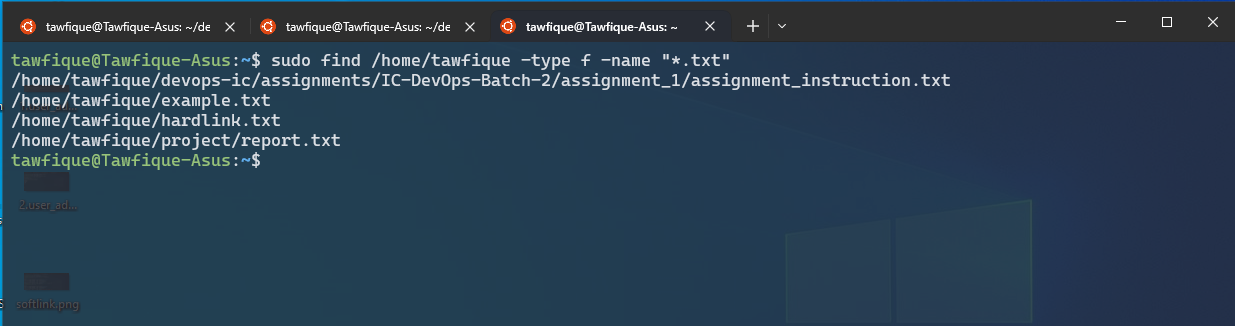 tawfique@Tawfique-Asus: ~/de
tawfique@Tawfique-Asus: ~/de
tawfique@Tawfique-Asus: ~
tawfique@Tawfique-Asus:~$ sudo find /home/tawfique -type f -name "*.txt"
/home/tawfique/devops-ic/assignments/IC-DevOps-Batch-2/assignment_1/assignment_instruction.txt
/home/tawfique/example.txt
/home/tawfique/hardlink.txt
/home/tawfique/project/report.txt
tawfique@Tawfique-Asus:~$
2.user_ad...
softlink.png